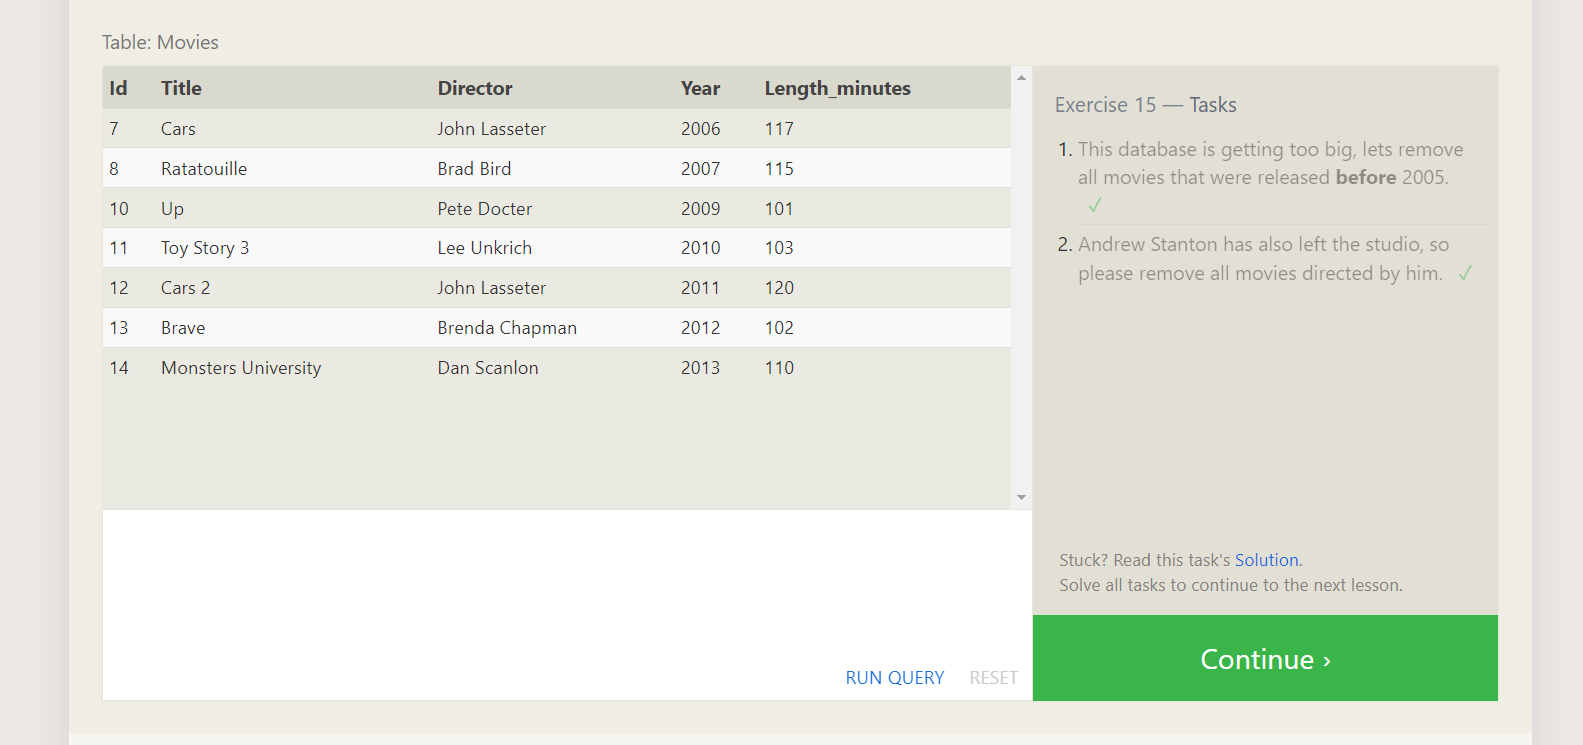 Table: Movies
Id Title Director Year Length_minutes
7 Cars John Lasseter 2006 117
8 Ratatouille Brad Bird 2007 115
10 Up Pete Docter 2009 101
11 Toy Story 3 Lee Unkrich 2010 103
12 Cars 2 John Lasseter 2011 120
13 Brave Brenda Chapman 2012 102
14 Monsters University Dan Scanlon 2013 110
RUN QUERY RESET
Exercise 15 — Tasks
1. This database is getting too big, lets remove
all movies that were released before 2005.
✓
2. Andrew Stanton has also left the studio, so
please remove all movies directed by him. ✓
Stuck? Read this task's Solution.
Solve all tasks to continue to the next lesson.
Continue ›